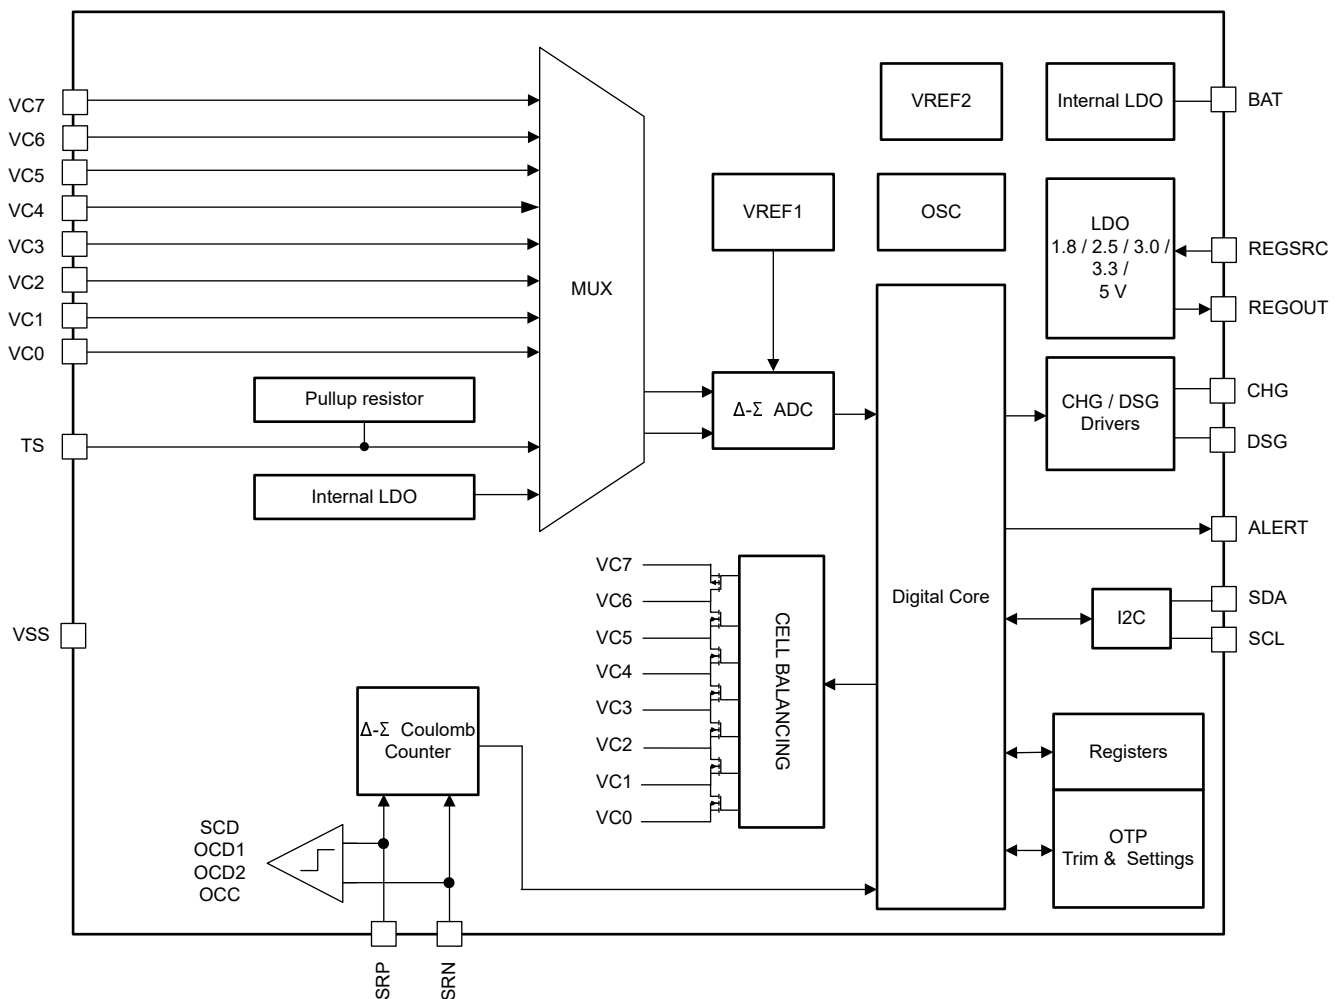 VC7
VC6
VC5
VC4
VC3
VC2
VC1
VC0
TS
VSS
Pullup resistor
Internal LDO
MUX
VREF1
Δ-Σ ADC
VREF2
OSC
Internal LDO
BAT
LDO
1.8 / 2.5 / 3.0 /
3.3 /
5 V
REGSRC
REGOUT
CHG / DSG
Drivers
CHG
DSG
ALERT
Digital Core
I2C
SDA
SCL
Registers
OTP
Trim & Settings
VC7
VC6
VC5
VC4
VC3
VC2
VC1
VC0
CELL BALANCING
Δ-Σ Coulomb
Counter
SCD
OCD1
OCD2
OCC
SRP
SRN